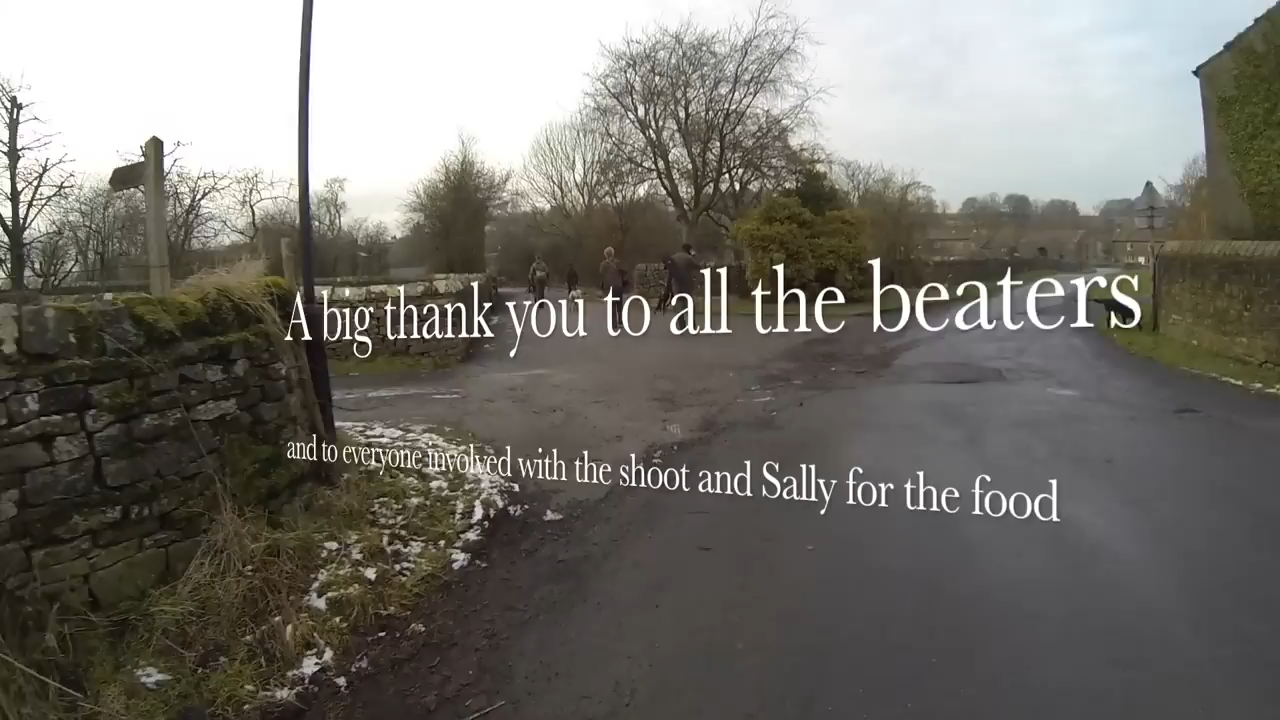 A big thank you to all the beaters
and to everyone involved with the shoot and Sally for the food